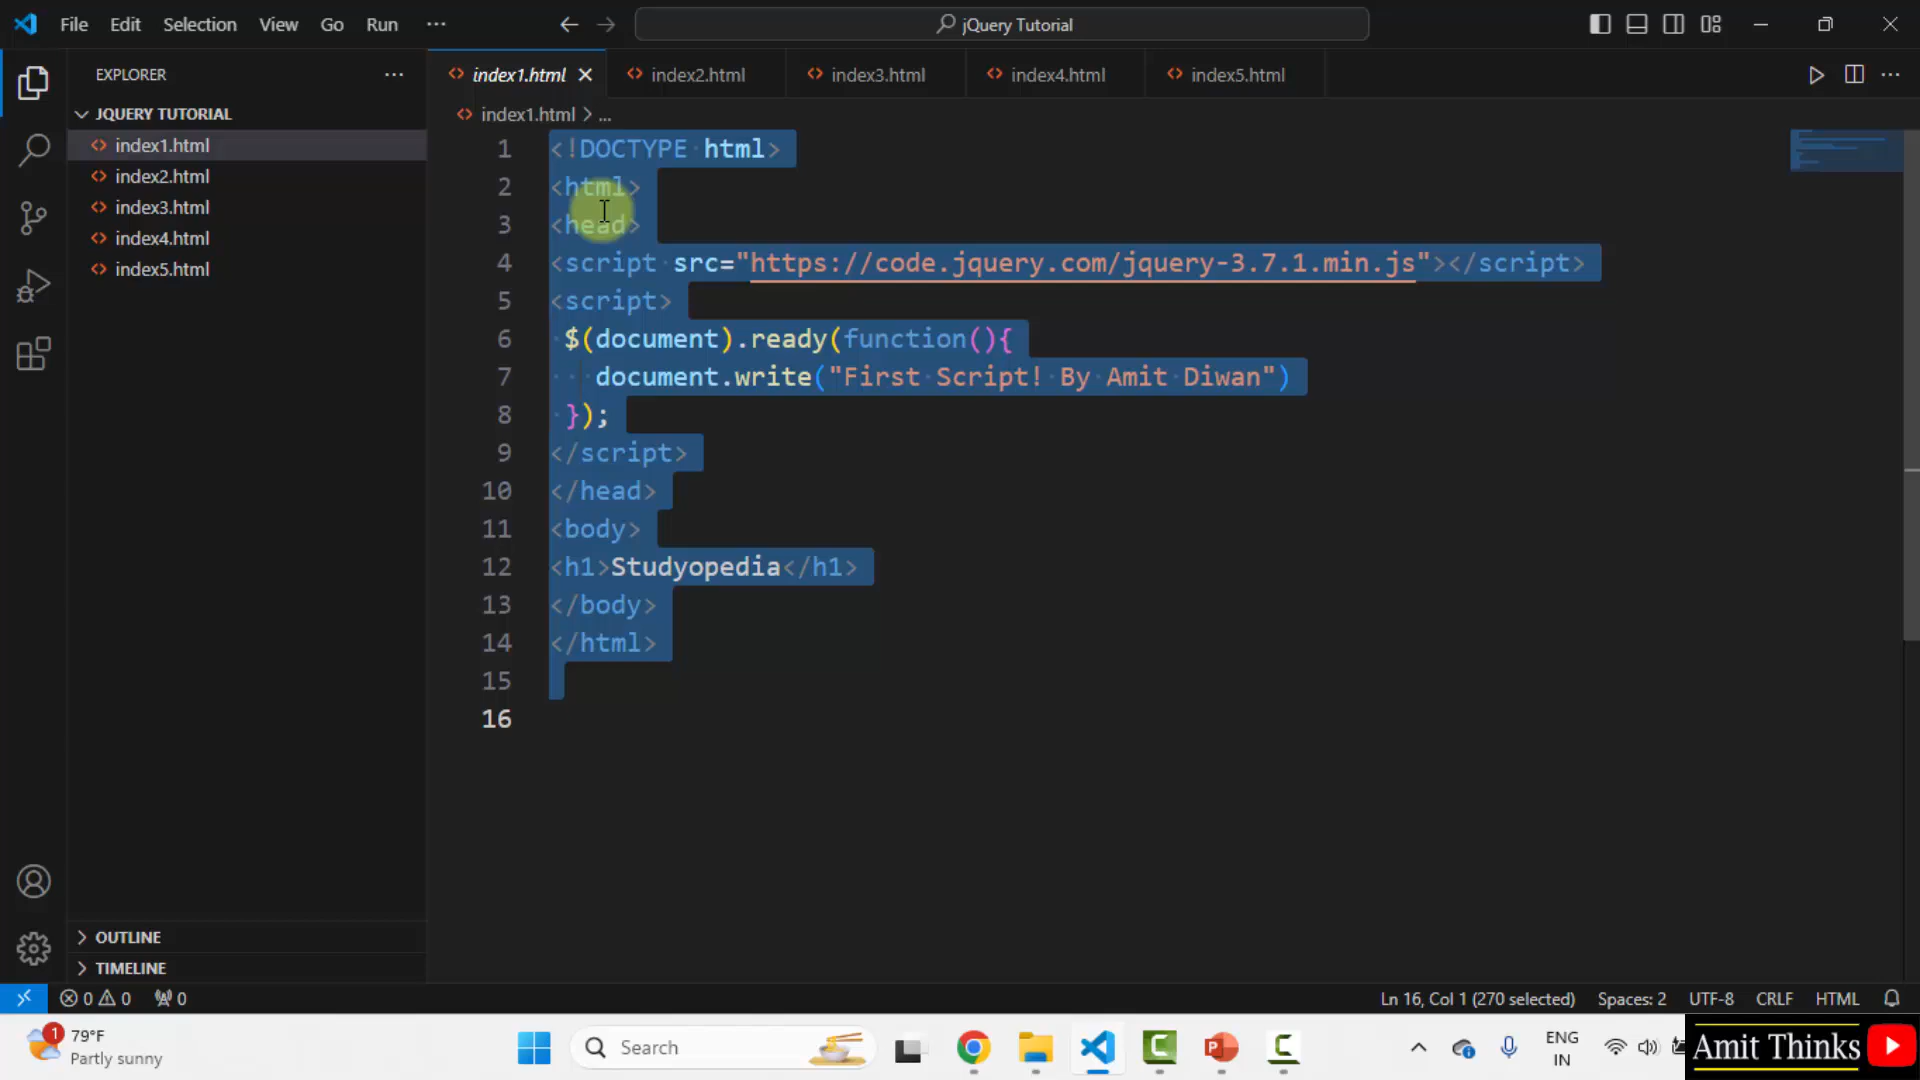 File Edit Selection View Go Run ···
jQuery Tutorial
EXPLORER ···
JQUERY TUTORIAL
index1.html
index2.html
index3.html
index4.html
index5.html
OUTLINE
TIMELINE
index1.html index2.html index3.html index4.html index5.html
index1.html > ...
1 <!DOCTYPE html>
2 <html>
3 <head>
4 <script src="https://code.jquery.com/jquery-3.7.1.min.js"></script>
5 <script>
6 $(document).ready(function(){
7 document.write("First Script! By Amit Diwan")
8 });
9 </script>
10 </head>
11 <body>
12 <h1>Studyopedia</h1>
13 </body>
14 </html>
15
16
0 0 0
Ln 16, Col 1 (270 selected) Spaces: 2 UTF-8 CRLF HTML
1
79°F
Partly sunny
Search
ENG
IN
Amit Thinks